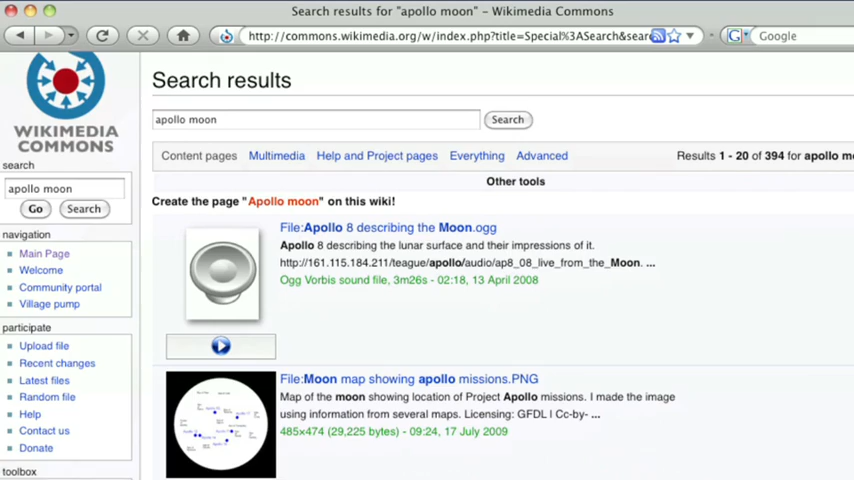 Search results for "apollo moon" – Wikimedia Commons
http://commons.wikimedia.org/w/index.php?title=Special%3ASearch&sear
Google
WIKIMEDIA
COMMONS
search
apollo moon
Go Search
navigation
Main Page
Welcome
Community portal
Village pump
participate
Upload file
Recent changes
Latest files
Random file
Help
Contact us
Donate
toolbox
Search results
apollo moon Search
Content pages Multimedia Help and Project pages Everything Advanced Results 1 - 20 of 394 for apollo mo
Other tools
Create the page "Apollo moon" on this wiki!
File:Apollo 8 describing the Moon.ogg
Apollo 8 describing the lunar surface and their impressions of it.
http://161.115.184.211/teague/apollo/audio/ap8_08_live_from_the_Moon. ...
Ogg Vorbis sound file, 3m26s - 02:18, 13 April 2008
File:Moon map showing apollo missions.PNG
Map of the moon showing location of Project Apollo missions. I made the image
using information from several maps. Licensing: GFDL | Cc-by- ...
485×474 (29,225 bytes) - 09:24, 17 July 2009